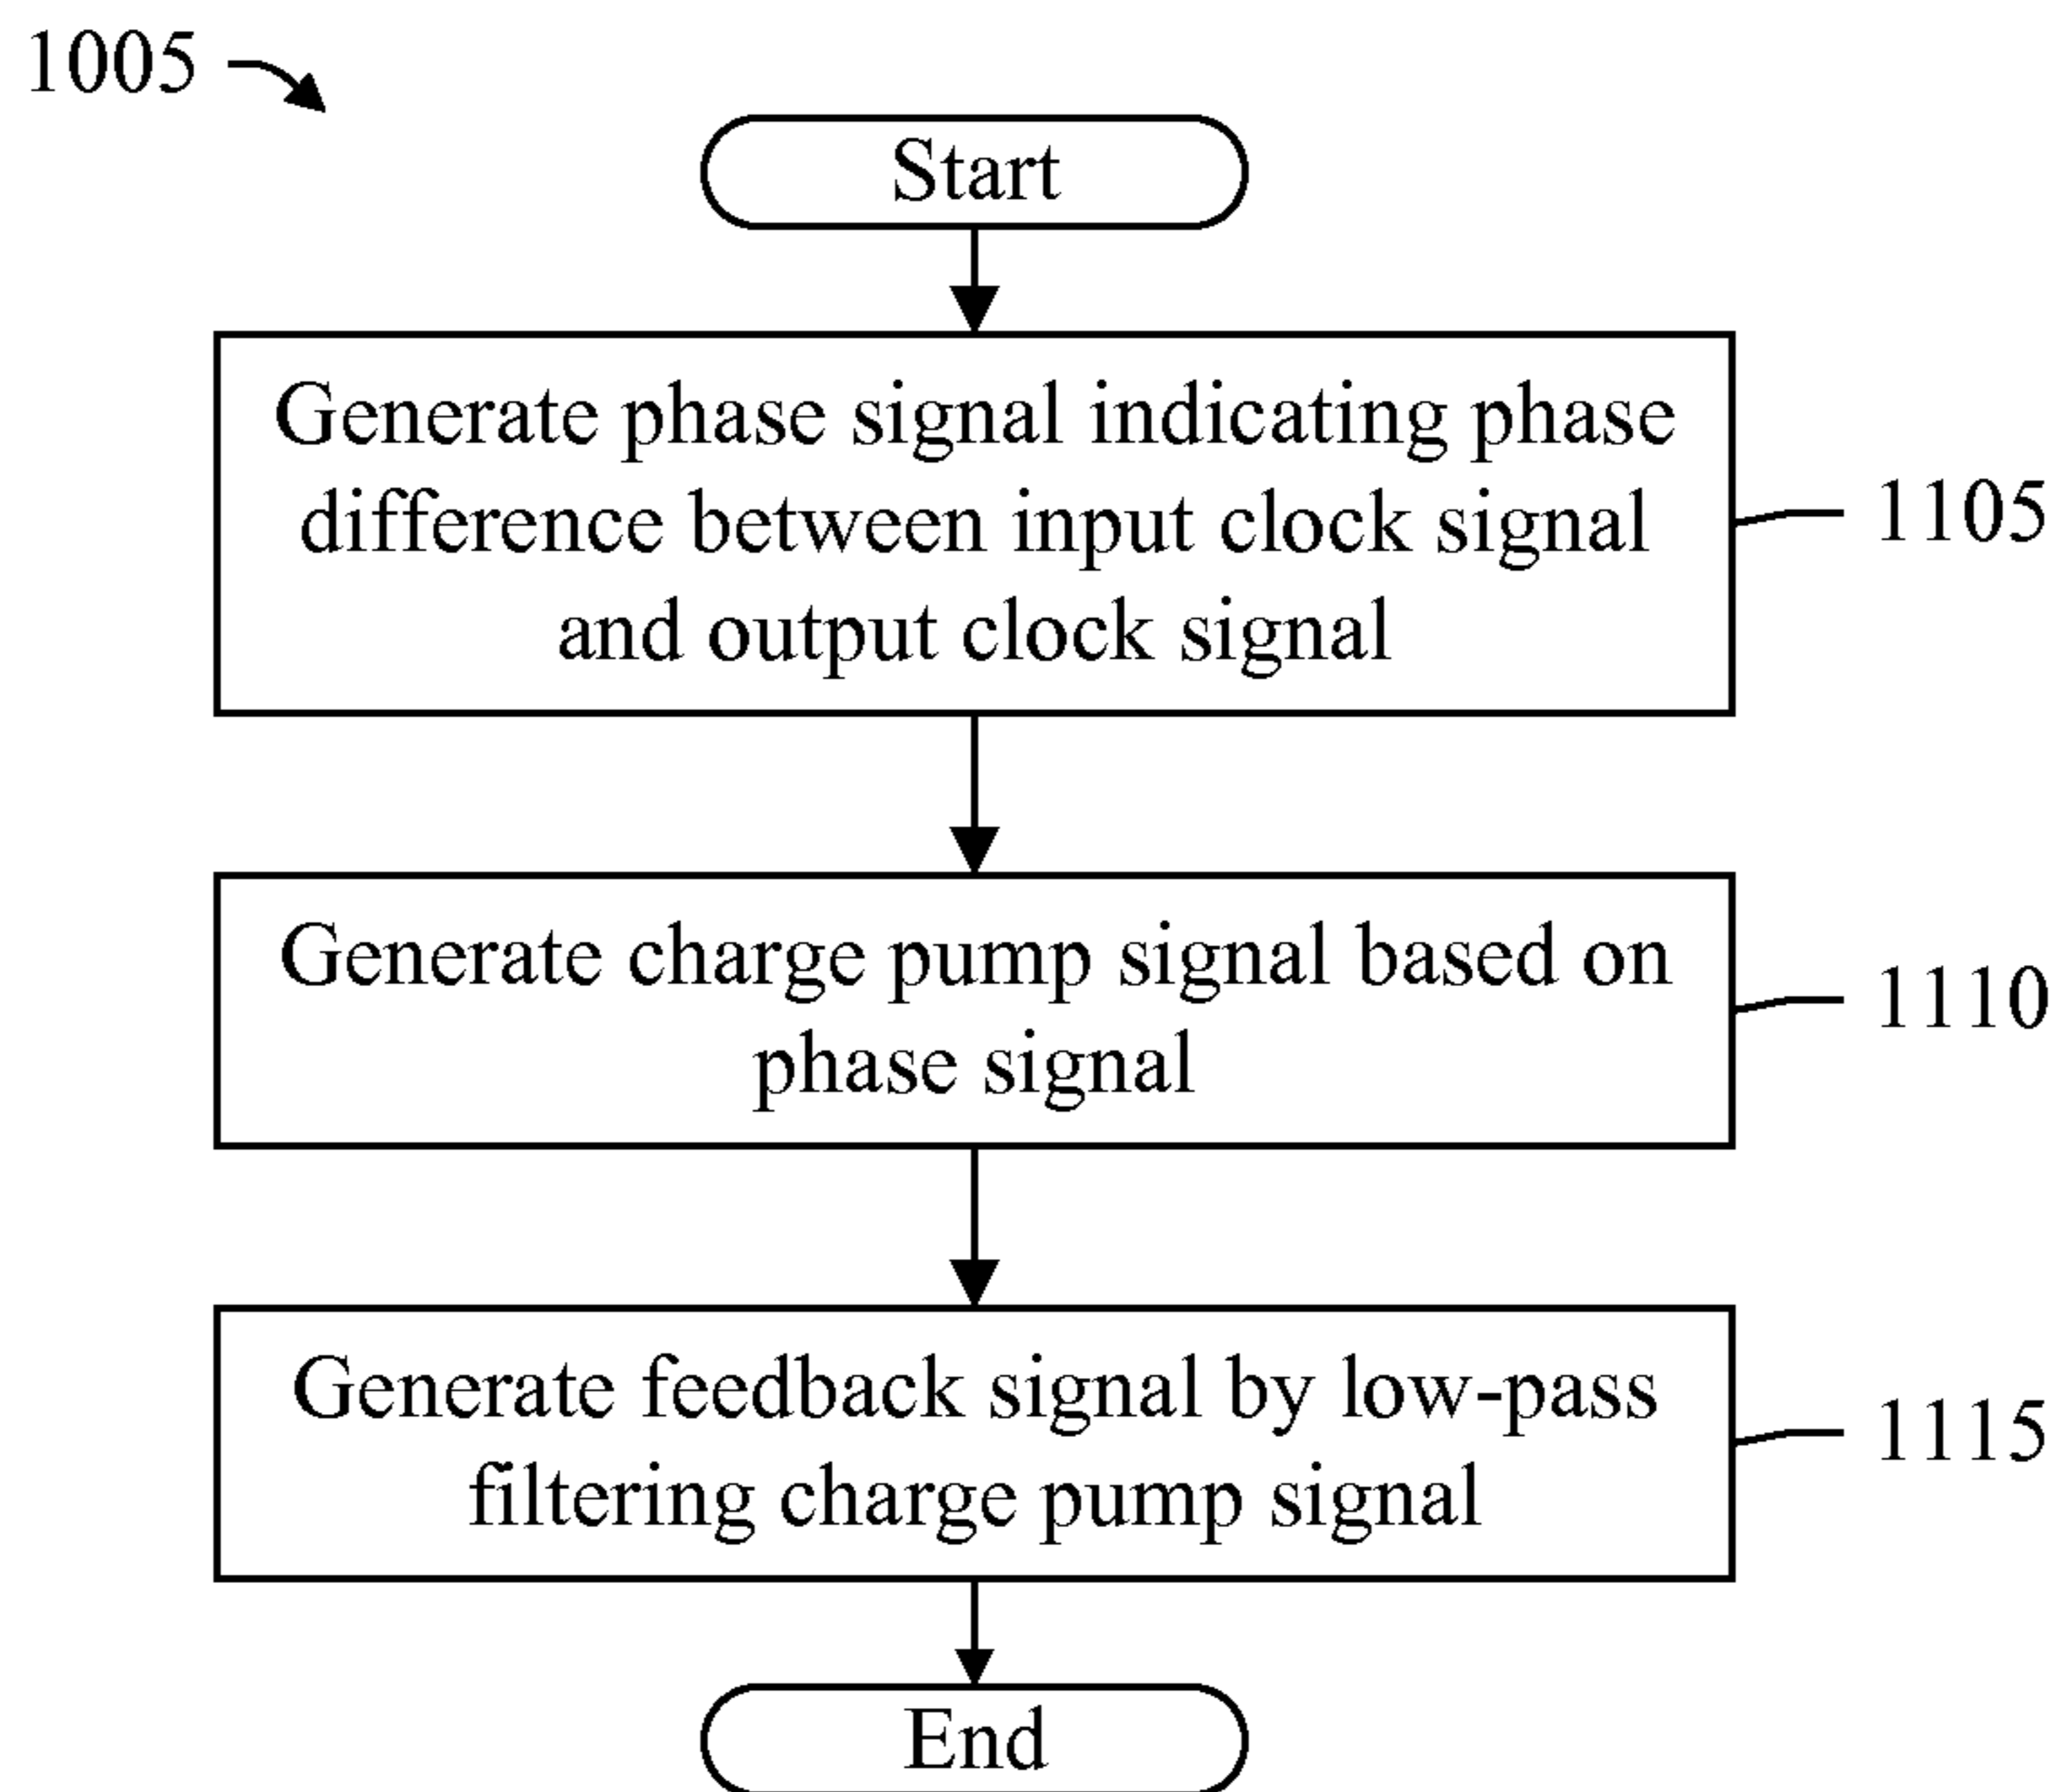 1005
Start
Generate phase signal indicating phase
difference between input clock signal
and output clock signal
1105
Generate charge pump signal based on
phase signal
1110
Generate feedback signal by low-pass
filtering charge pump signal
1115
End